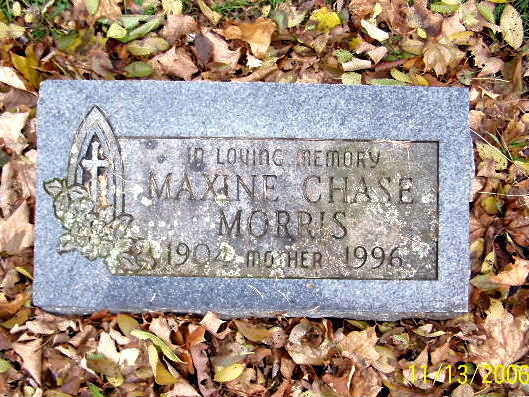 IN LOVING MEMORY
MAXINE CHASE
MORRIS
1904 MOTHER 1996
11/13/2006